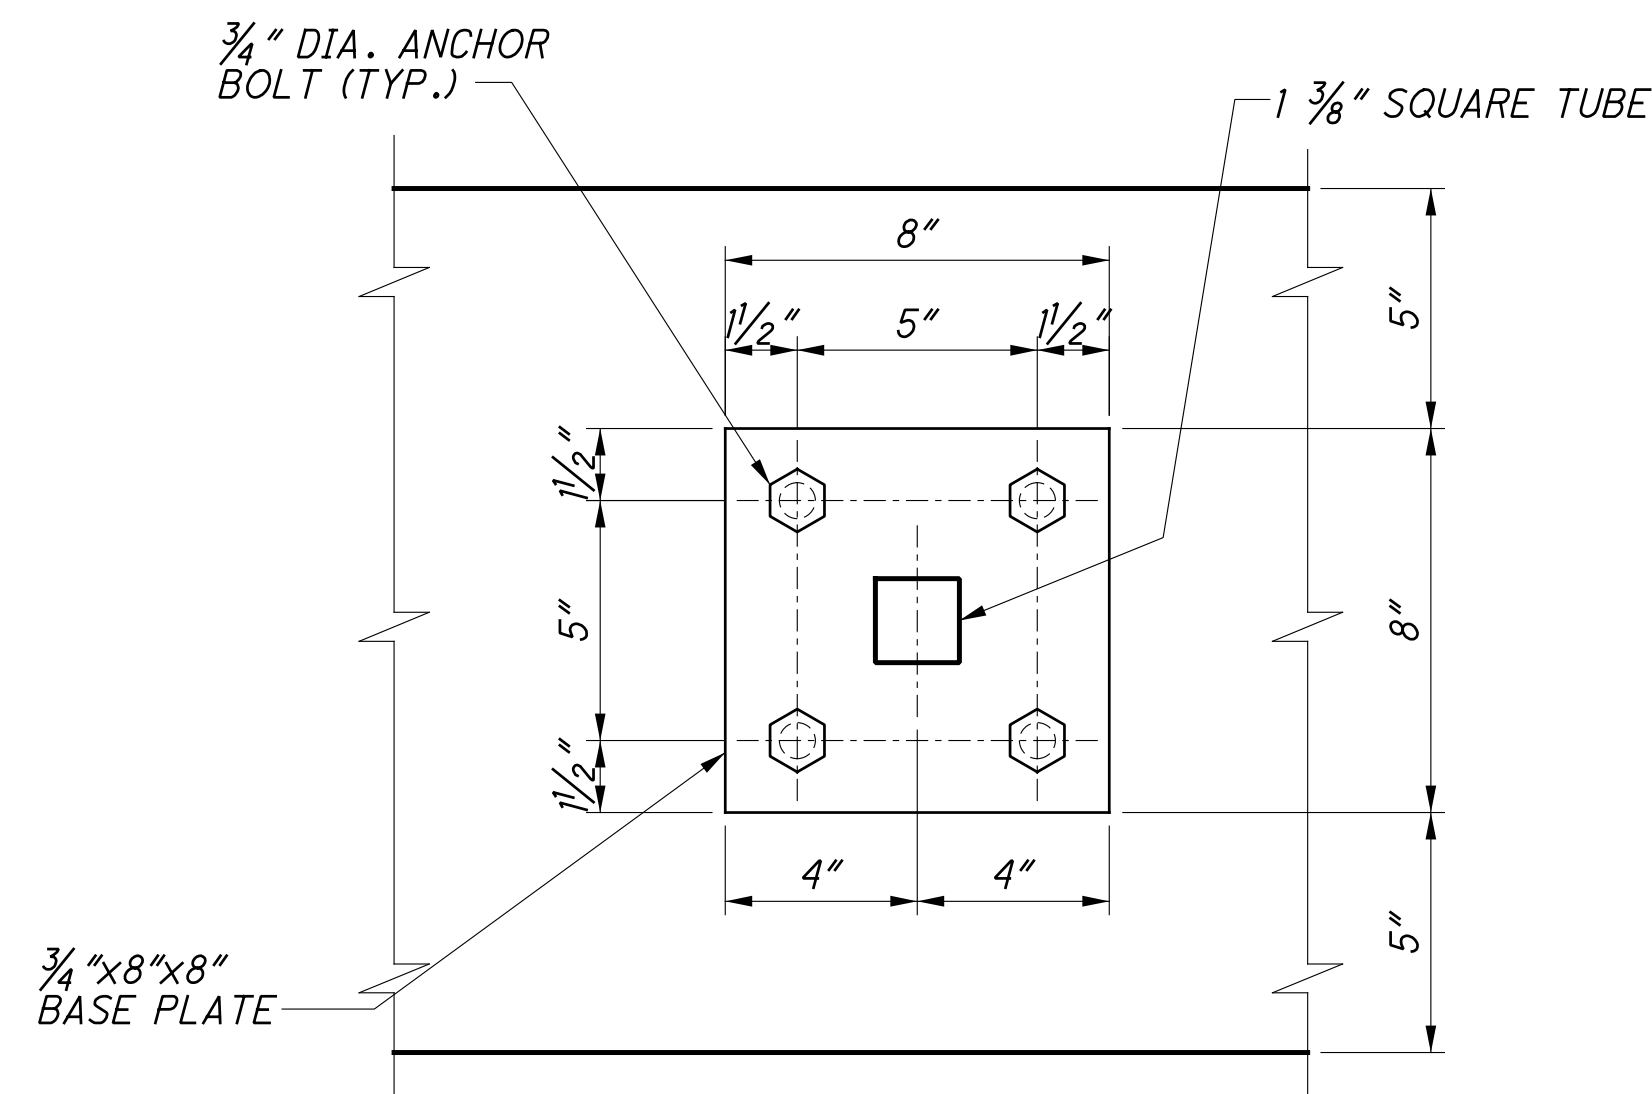 3/4" DIA. ANCHOR
BOLT (TYP.)
1 3/8" SQUARE TUBE
8"
1 1/2"
5"
1 1/2"
5"
1 1/2"
5"
8"
1 1/2"
4"
4"
5"
3/4"x8"x8"
BASE PLATE